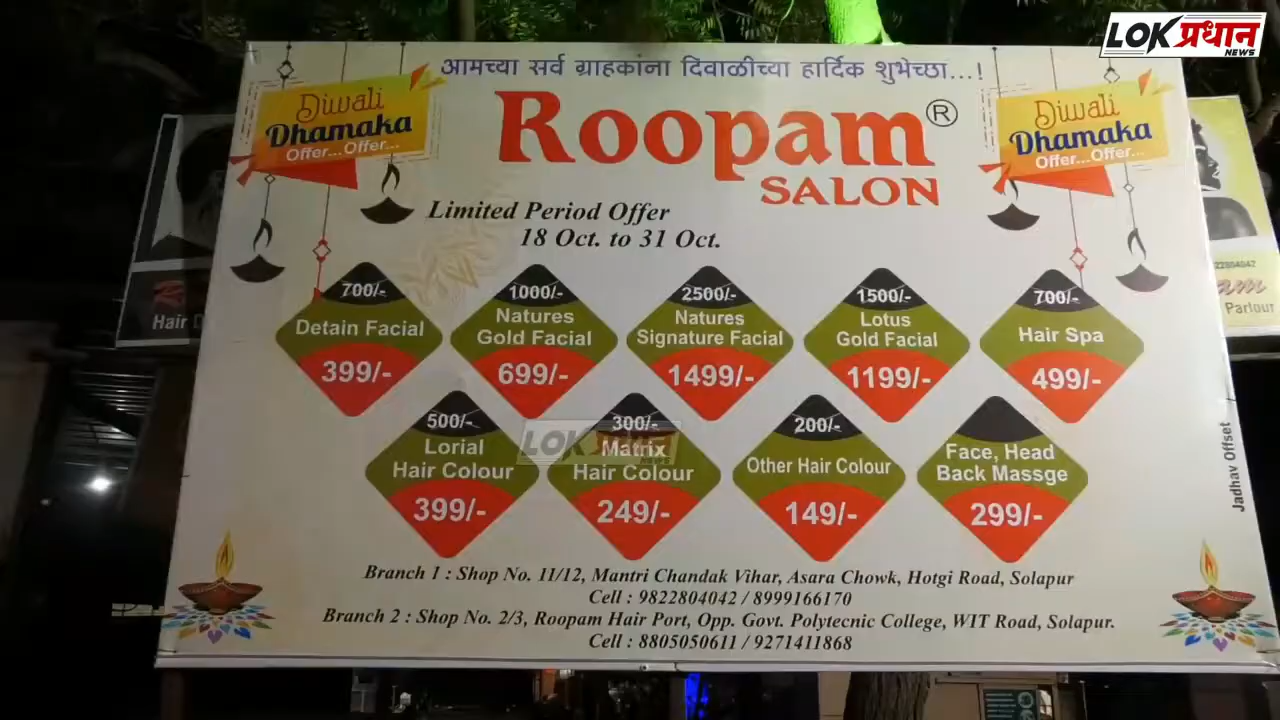 LOK प्रधान
NEWS
आमच्या सर्व ग्राहकांना दिवाळीच्या हार्दिक शुभेच्छा...!
Diwali
Dhamaka
Offer...Offer...
Roopam®
SALON
Diwali
Dhamaka
Offer...Offer...
Limited Period Offer
18 Oct. to 31 Oct.
700/-
Detain Facial
399/-
1000/-
Natures
Gold Facial
699/-
2500/-
Natures
Signature Facial
1499/-
1500/-
Lotus
Gold Facial
1199/-
700/-
Hair Spa
499/-
500/-
Lorial
Hair Colour
399/-
300/-
Matrix
Hair Colour
249/-
200/-
Other Hair Colour
149/-
Face, Head
Back Massge
299/-
LOK
NEWS
Branch 1 : Shop No. 11/12, Mantri Chandak Vihar, Asara Chowk, Hotgi Road, Solapur
Cell : 9822804042 / 8999166170
Branch 2 : Shop No. 2/3, Roopam Hair Port, Opp. Govt. Polytecnic College, WIT Road, Solapur.
Cell : 8805050611 / 9271411868
Jadhav Offset
Hair
Parlour